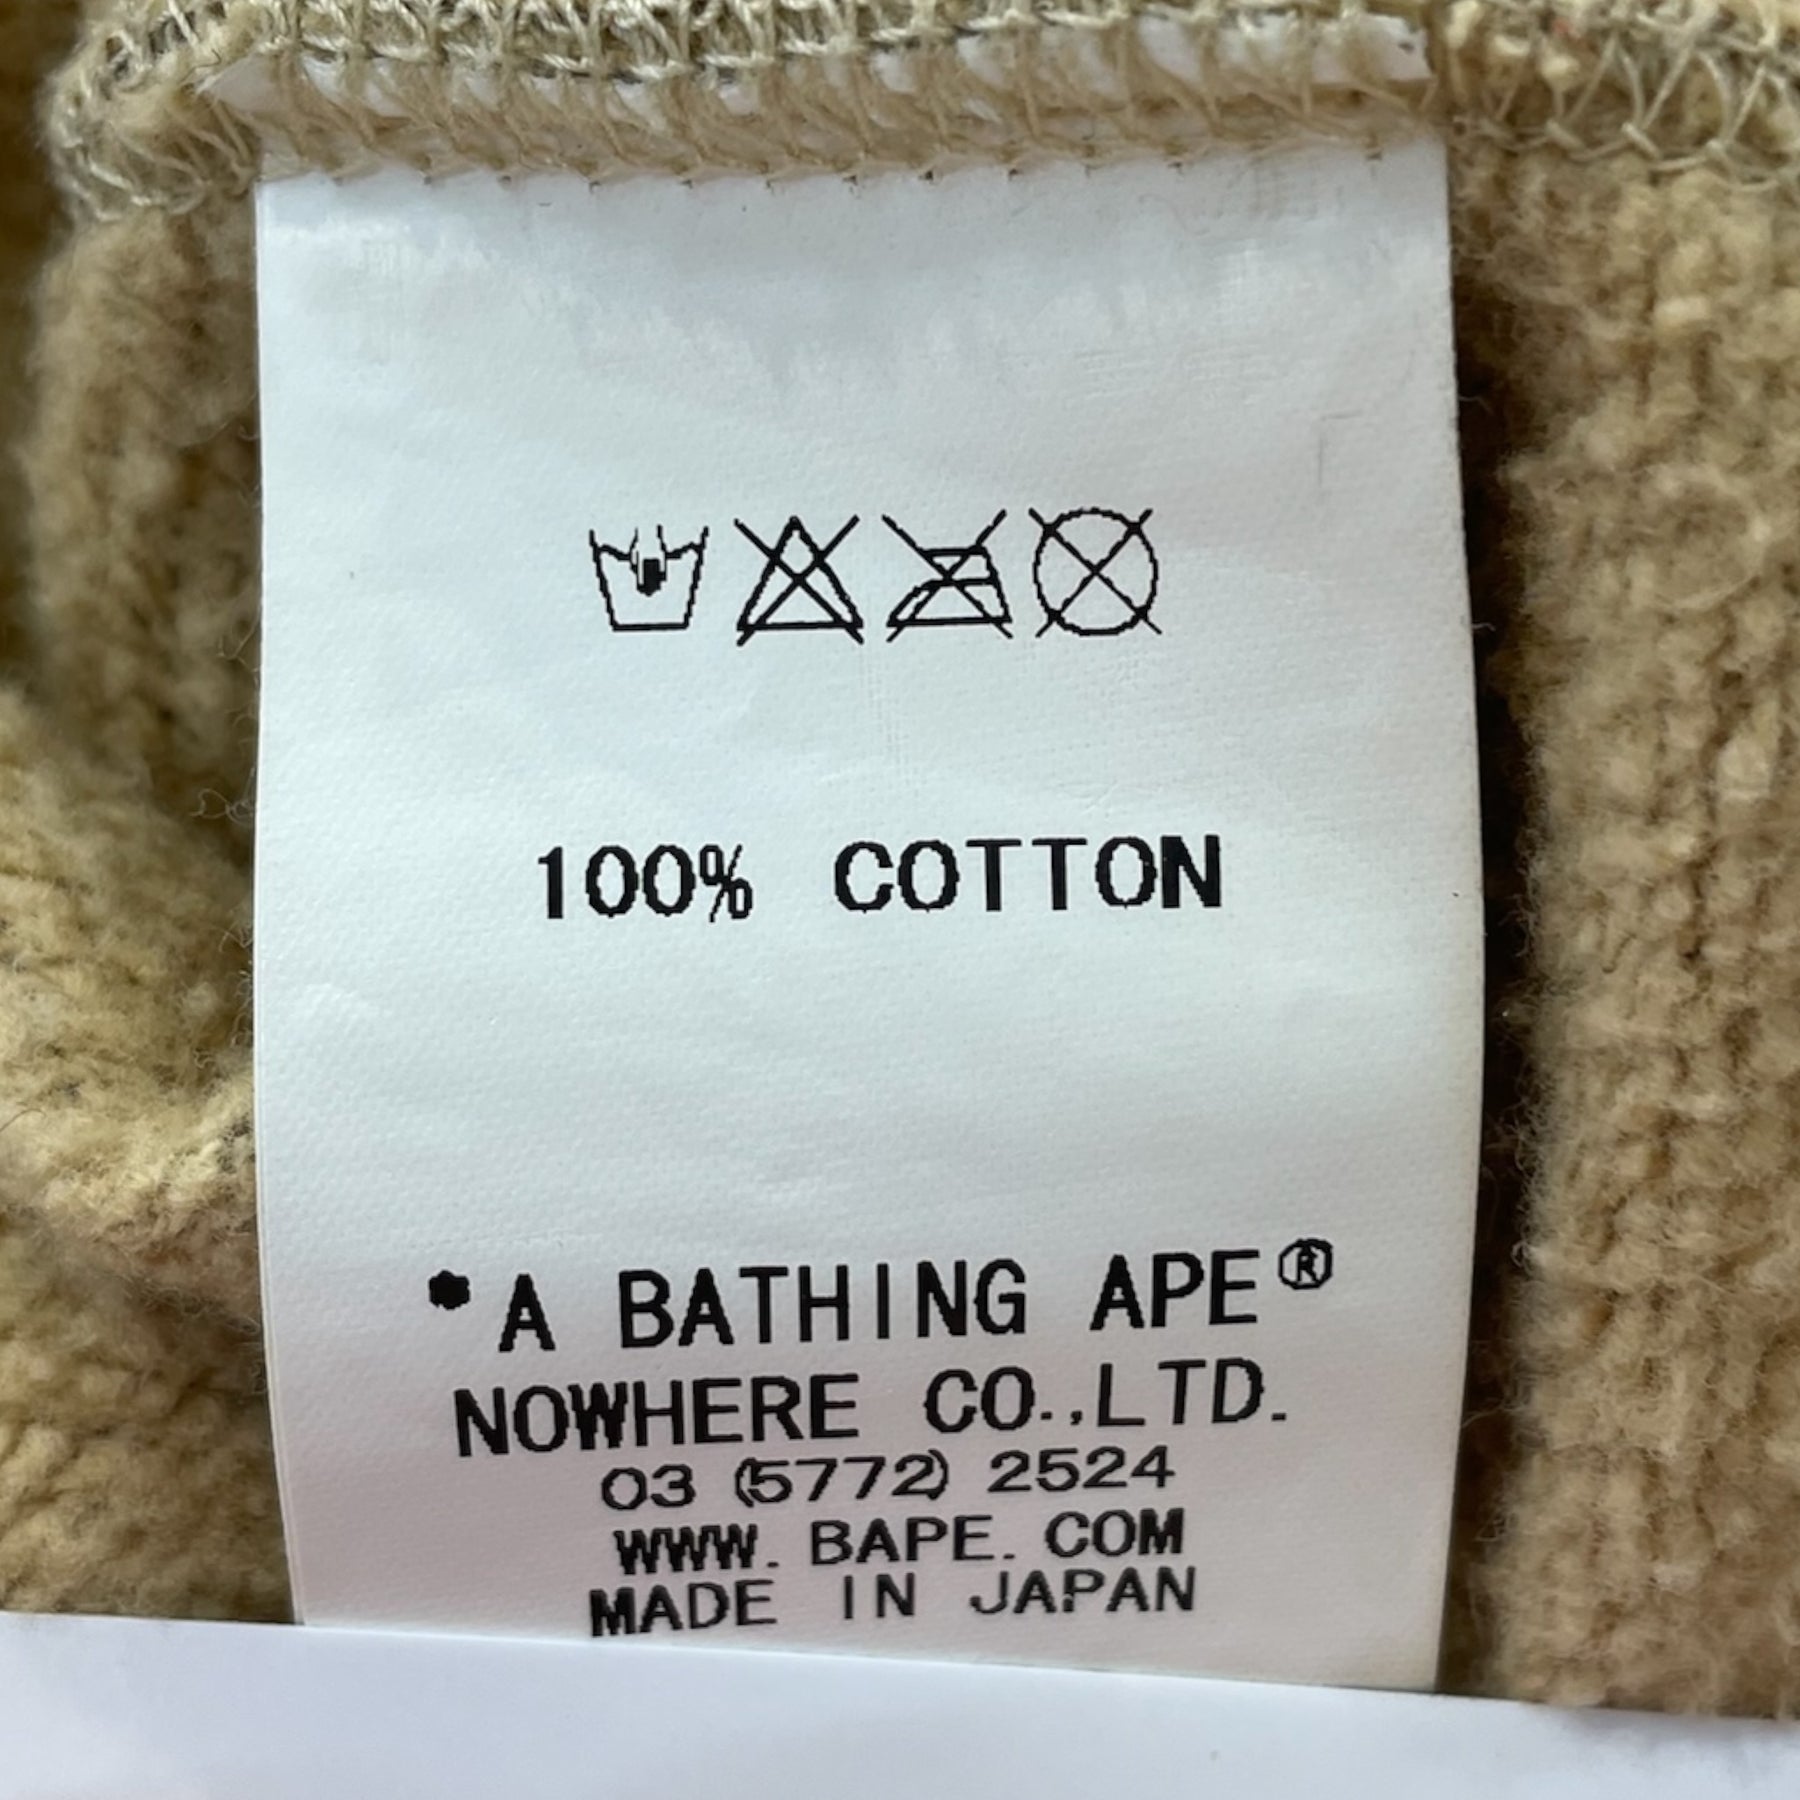 100% COTTON
*A BATHING APE®
NOWHERE CO.,LTD.
03 (5772) 2524
WWW. BAPE. COM
MADE IN JAPAN